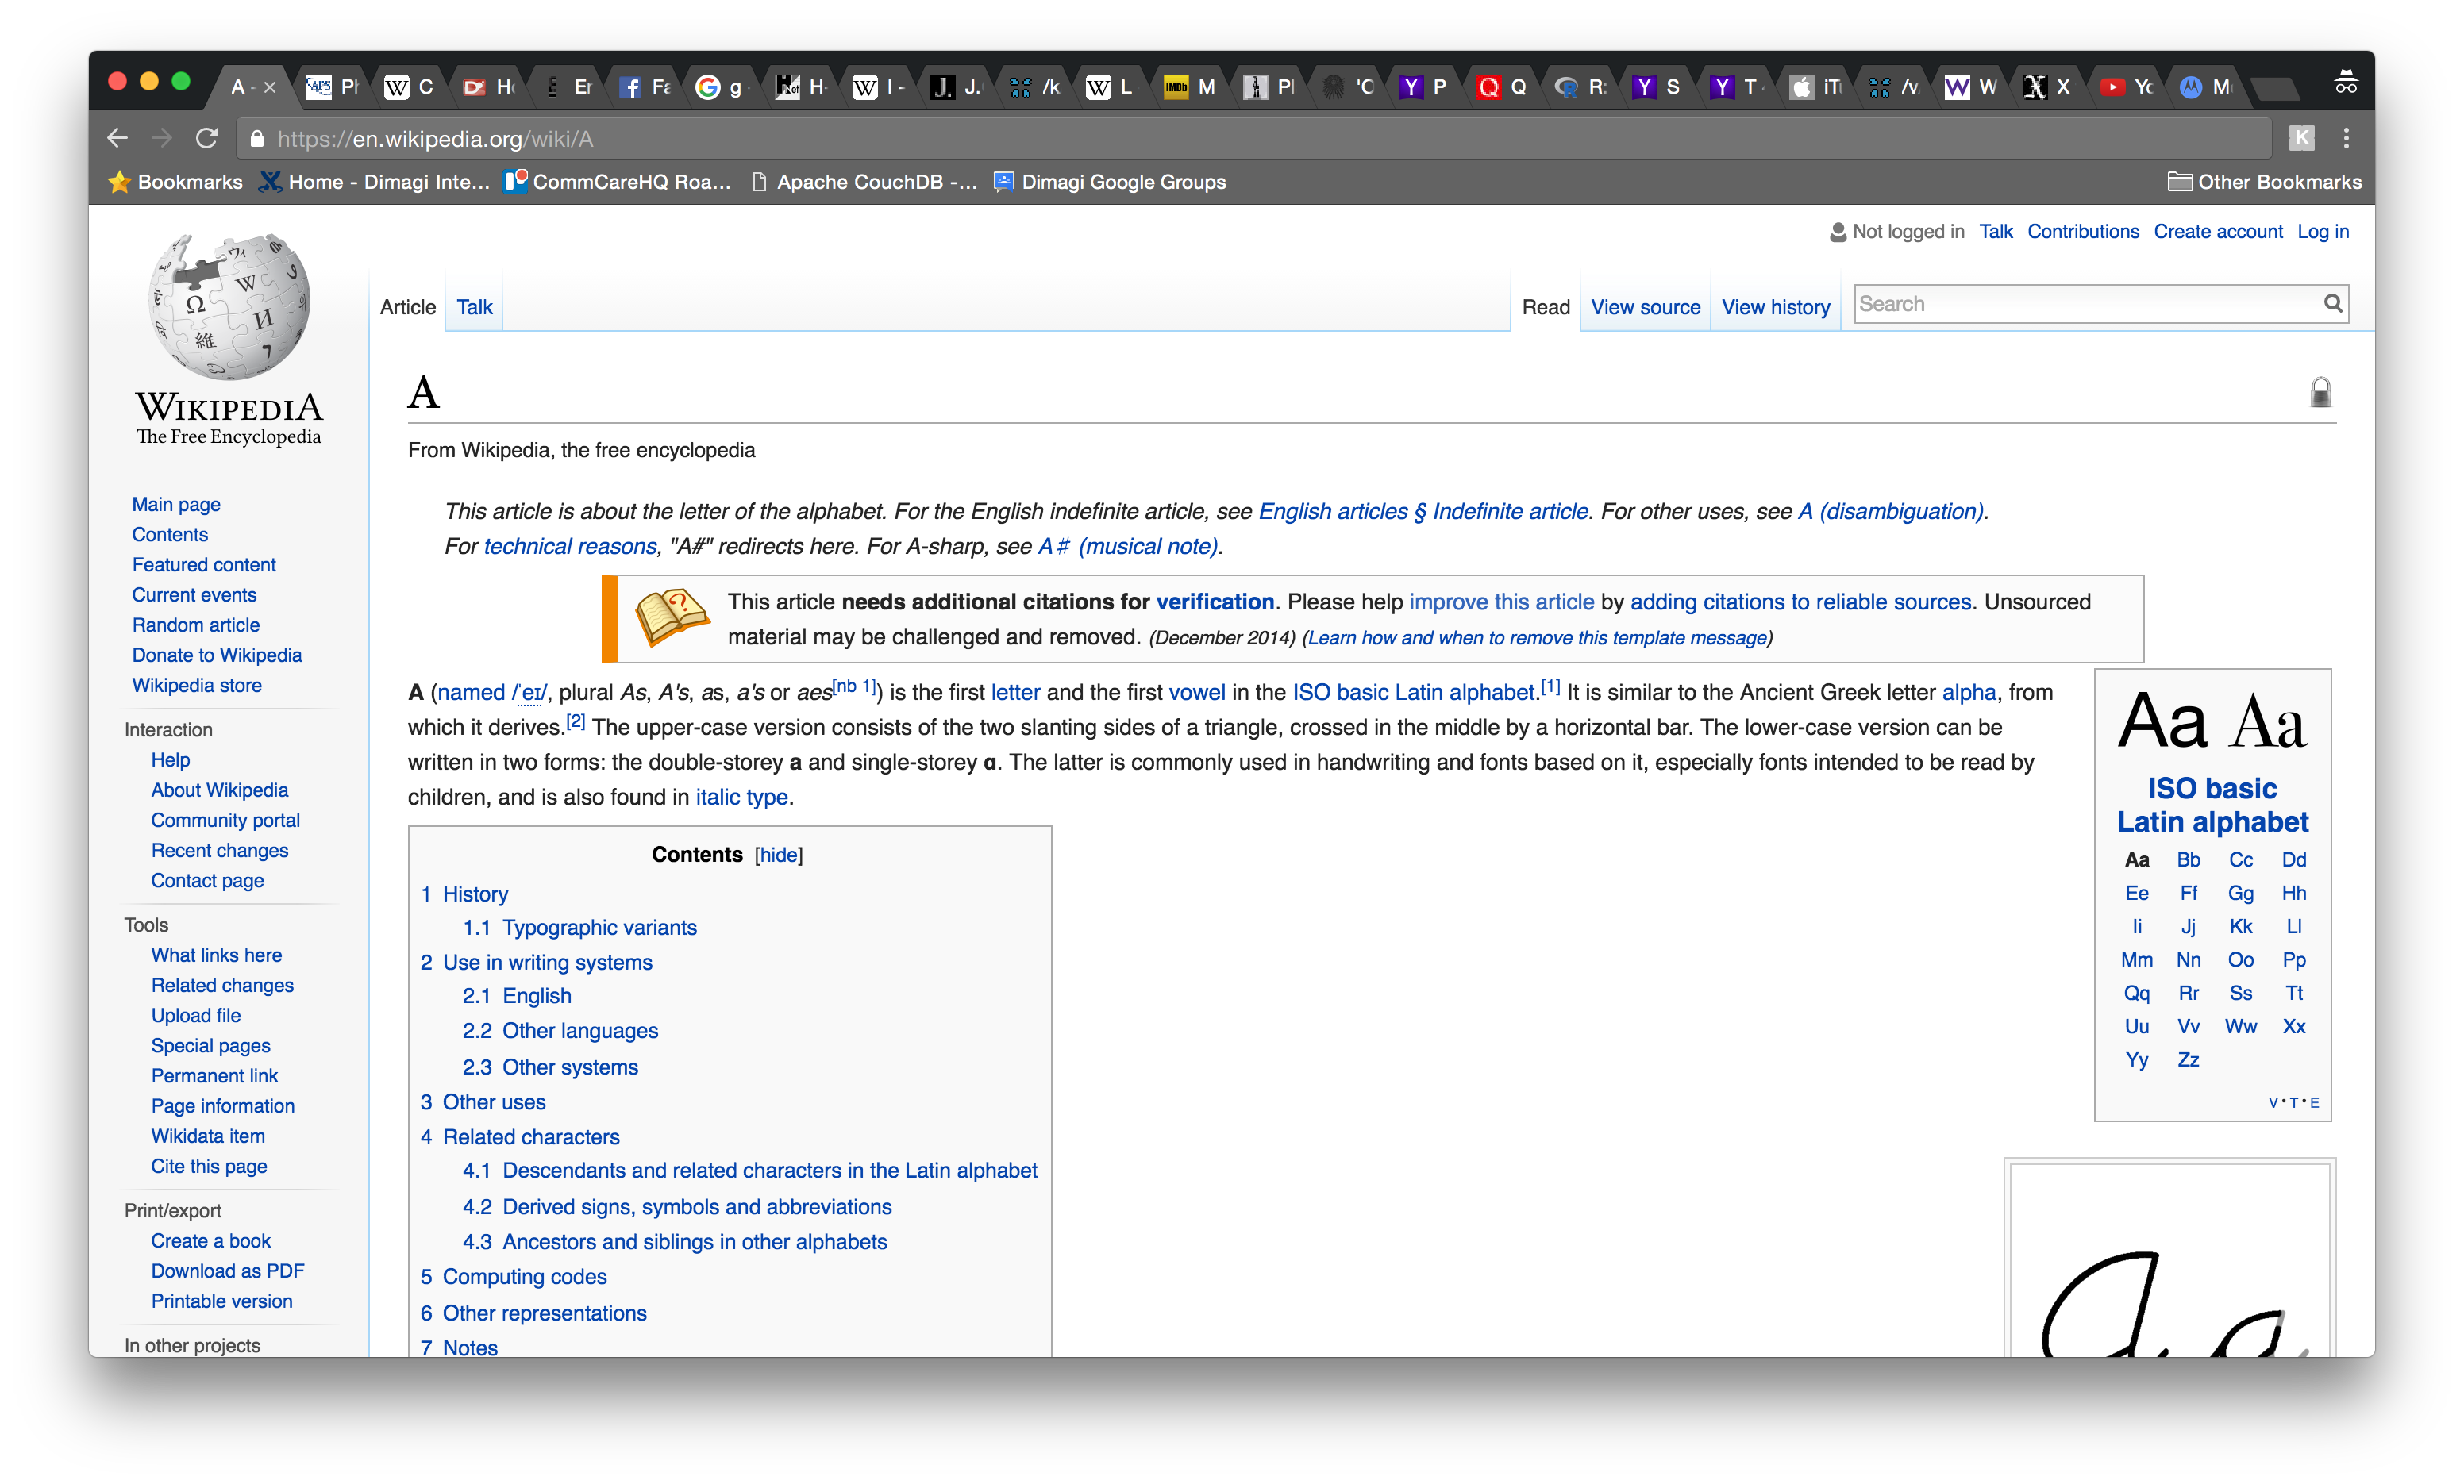 A -
Pł
C
Er
g
H-
I -
J.
/k
L
IMDb M
Pl
'O
Y P
Q Q
R:
Y S
Y T
iTu
/v
W W
X X
https://en.wikipedia.org/wiki/A
K
Bookmarks Home - Dimagi Inte... CommCareHQ Roa... Apache CouchDB -... Dimagi Google Groups Other Bookmarks
Not logged in Talk Contributions Create account Log in
WIKIPEDIA
The Free Encyclopedia
Article Talk Read View source View history Search
Main page
Contents
Featured content
Current events
Random article
Donate to Wikipedia
Wikipedia store
Interaction
Help
About Wikipedia
Community portal
Recent changes
Contact page
Tools
What links here
Related changes
Upload file
Special pages
Permanent link
Page information
Wikidata item
Cite this page
Print/export
Create a book
Download as PDF
Printable version
In other projects
A
From Wikipedia, the free encyclopedia
This article is about the letter of the alphabet. For the English indefinite article, see English articles § Indefinite article. For other uses, see A (disambiguation).
For technical reasons, "A#" redirects here. For A-sharp, see A♯ (musical note).
This article needs additional citations for verification. Please help improve this article by adding citations to reliable sources. Unsourced
material may be challenged and removed. (December 2014) (Learn how and when to remove this template message)
A (named /ˈeɪ/, plural As, A's, as, a's or aes[nb 1]) is the first letter and the first vowel in the ISO basic Latin alphabet.[1] It is similar to the Ancient Greek letter alpha, from
which it derives.[2] The upper-case version consists of the two slanting sides of a triangle, crossed in the middle by a horizontal bar. The lower-case version can be
written in two forms: the double-storey a and single-storey ɑ. The latter is commonly used in handwriting and fonts based on it, especially fonts intended to be read by
children, and is also found in italic type.
Contents [hide]
1 History
1.1 Typographic variants
2 Use in writing systems
2.1 English
2.2 Other languages
2.3 Other systems
3 Other uses
4 Related characters
4.1 Descendants and related characters in the Latin alphabet
4.2 Derived signs, symbols and abbreviations
4.3 Ancestors and siblings in other alphabets
5 Computing codes
6 Other representations
7 Notes
Aa Aa
ISO basic
Latin alphabet
Aa Bb Cc Dd
Ee Ff Gg Hh
Ii Jj Kk Ll
Mm Nn Oo Pp
Qq Rr Ss Tt
Uu Vv Ww Xx
Yy Zz
V • T • E